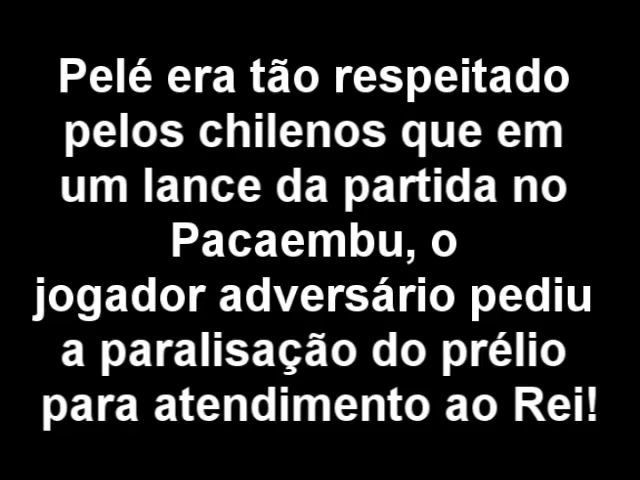 Pelé era tão respeitado
pelos chilenos que em
um lance da partida no
Pacaembu, o
jogador adversário pediu
a paralisação do prélio
para atendimento ao Rei!